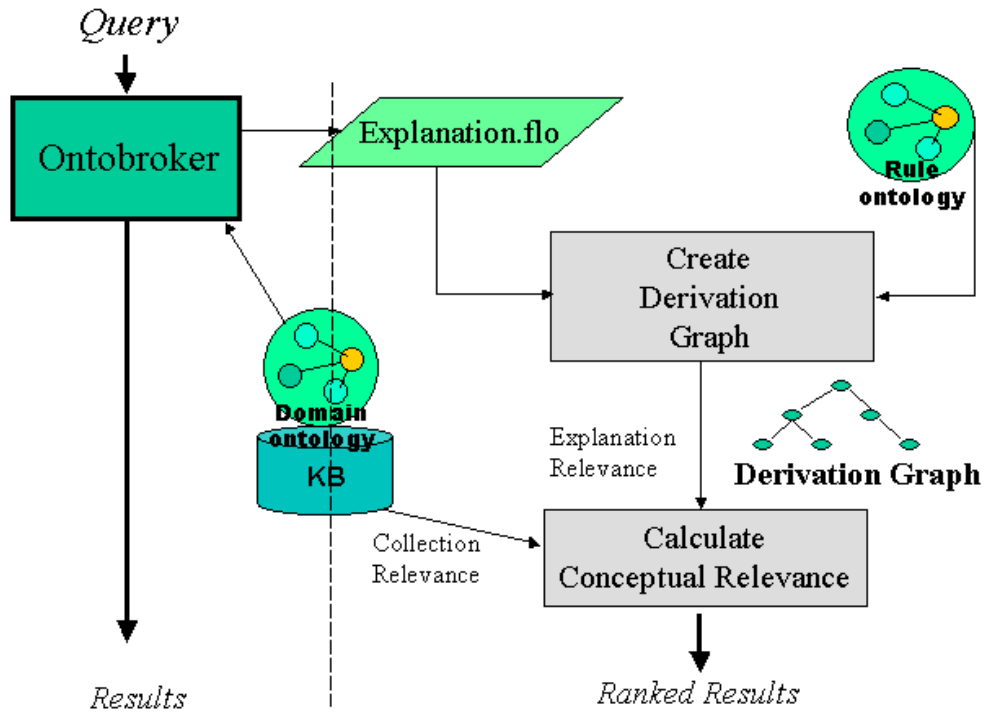 Query
Ontobroker
Explanation.flo
Rule
ontology
Create
Derivation
Graph
Domain
ontology
KB
Explanation
Relevance
Derivation Graph
Collection
Relevance
Calculate
Conceptual Relevance
Results
Ranked Results